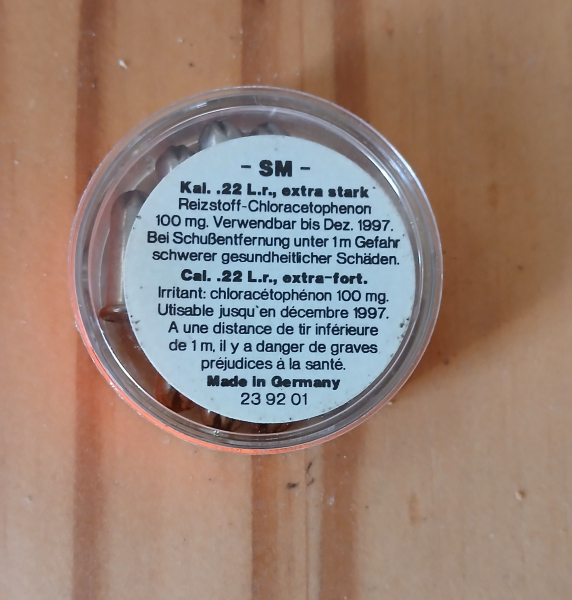 - SM -
Kal. .22 L.r., extra stark
Reizstoff-Chloracetophenon
100 mg. Verwendbar bis Dez. 1997.
Bei Schußentfernung unter 1m Gefahr
schwerer gesundheitlicher Schäden.
Cal. .22 L.r., extra-fort.
Irritant: chloracétophénon 100 mg.
Utisable jusqu`en décembre 1997.
A une distance de tir inférieure
de 1 m, il y a danger de graves
préjudices à la santé.
Made in Germany
23 92 01